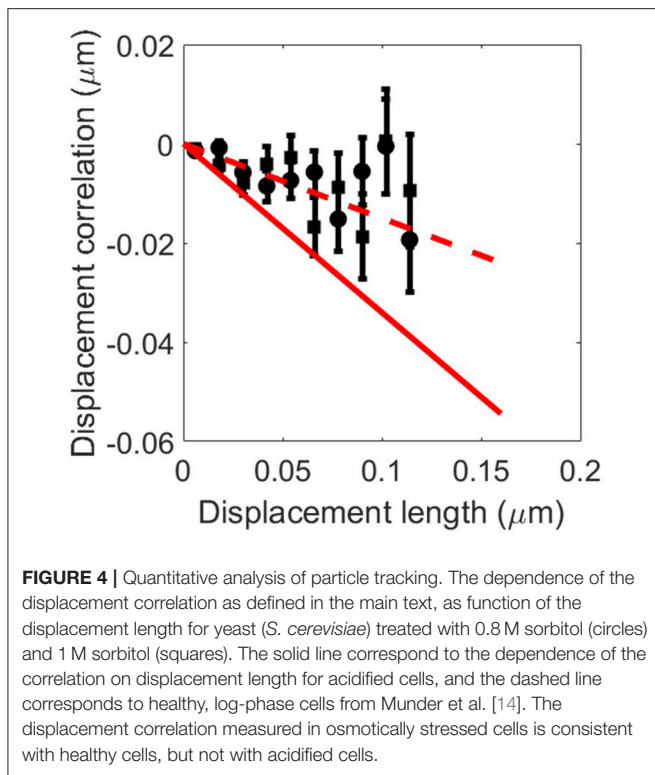 0.02
0
-0.02
-0.04
-0.06
Displacement correlation (μm)
0 0.05 0.1 0.15 0.2
Displacement length (μm)
FIGURE 4 | Quantitative analysis of particle tracking. The dependence of the
displacement correlation as defined in the main text, as function of the
displacement length for yeast (S. cerevisiae) treated with 0.8 M sorbitol (circles)
and 1 M sorbitol (squares). The solid line correspond to the dependence of the
correlation on displacement length for acidified cells, and the dashed line
corresponds to healthy, log-phase cells from Munder et al. [14]. The
displacement correlation measured in osmotically stressed cells is consistent
with healthy cells, but not with acidified cells.